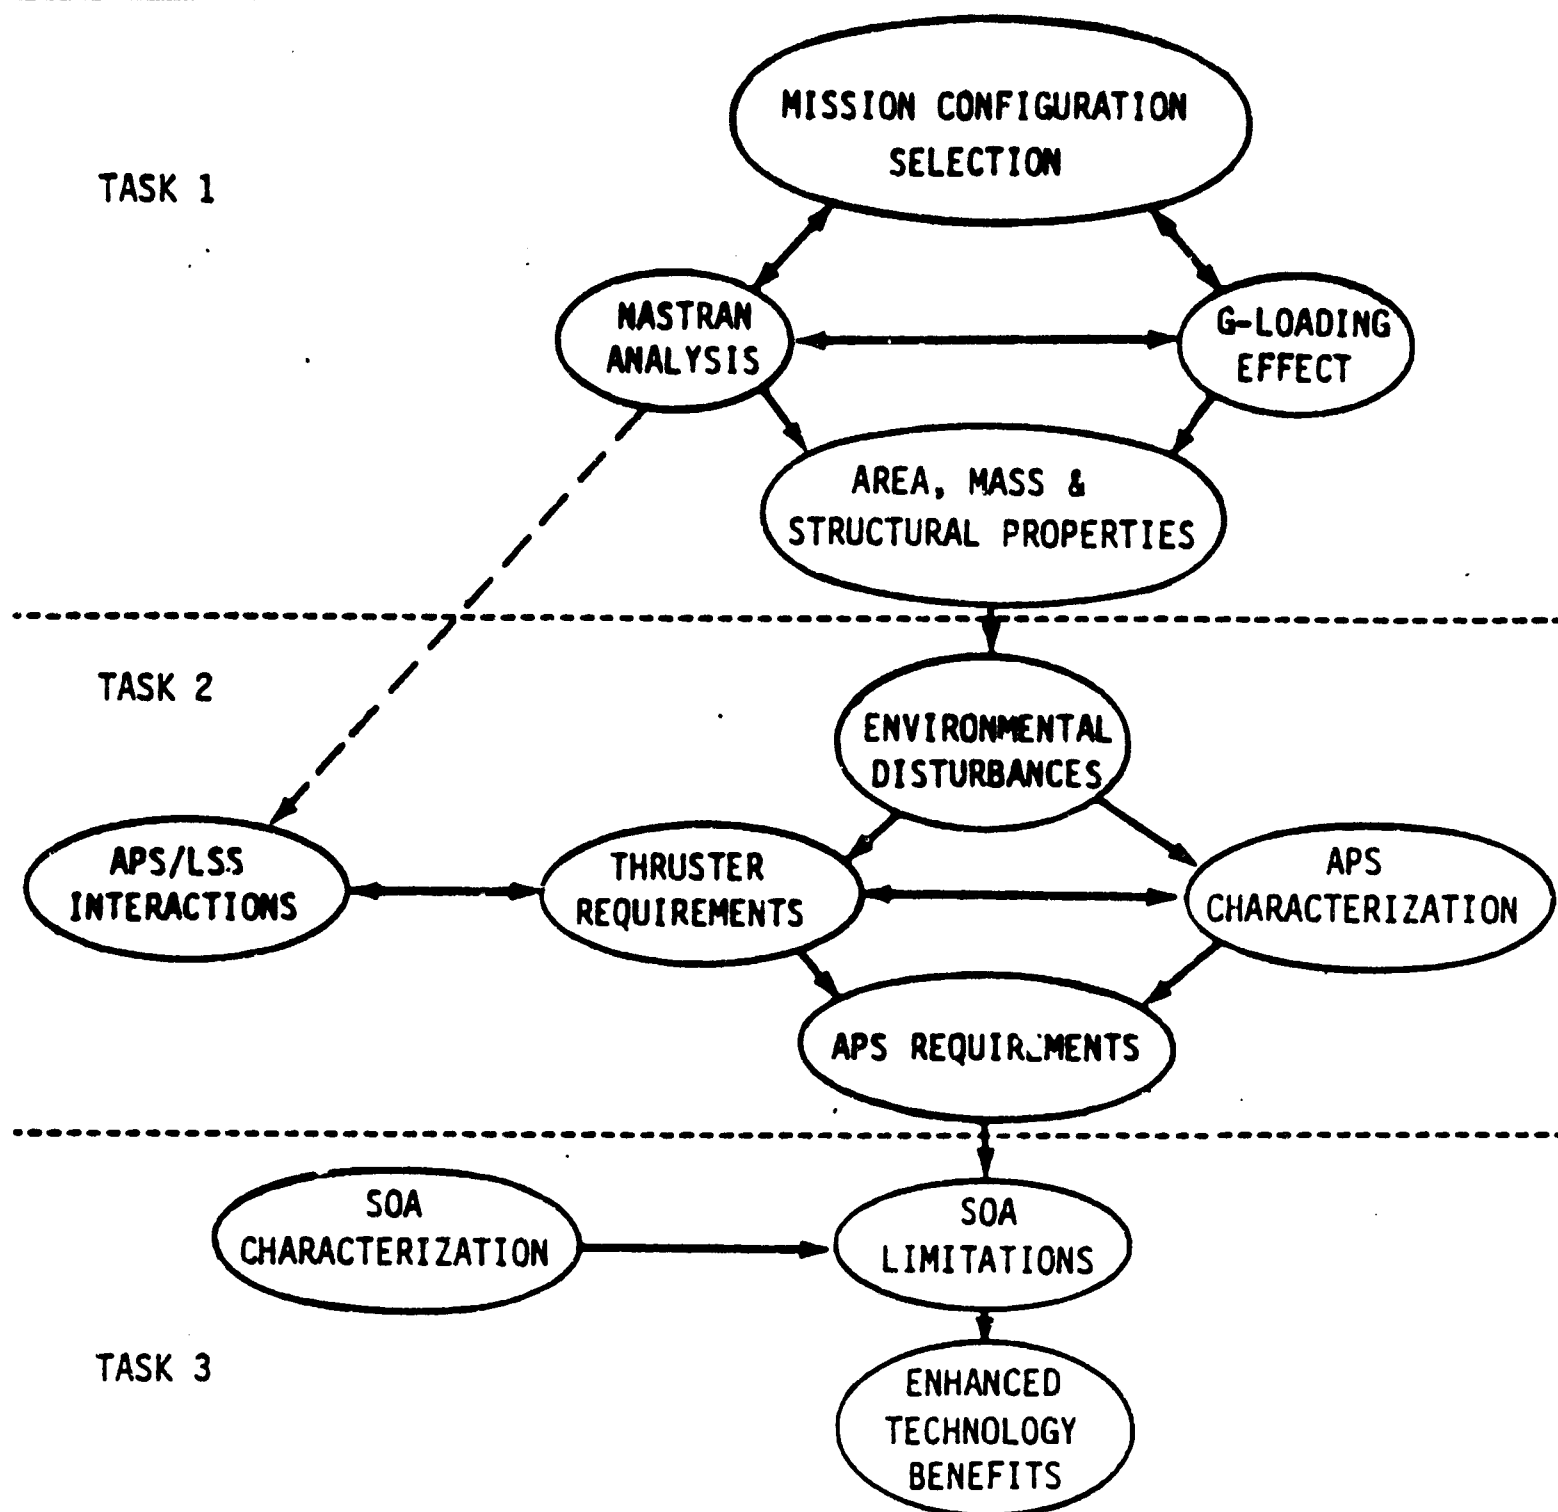 MISSION CONFIGURATION
SELECTION
TASK 1
NASTRAN
ANALYSIS
G-LOADING
EFFECT
AREA, MASS &
STRUCTURAL PROPERTIES
TASK 2
ENVIRONMENTAL
DISTURBANCES
APS/LSS
INTERACTIONS
THRUSTER
REQUIREMENTS
APS
CHARACTERIZATION
APS REQUIREMENTS
SOA
CHARACTERIZATION
SOA
LIMITATIONS
TASK 3
ENHANCED
TECHNOLOGY
BENEFITS